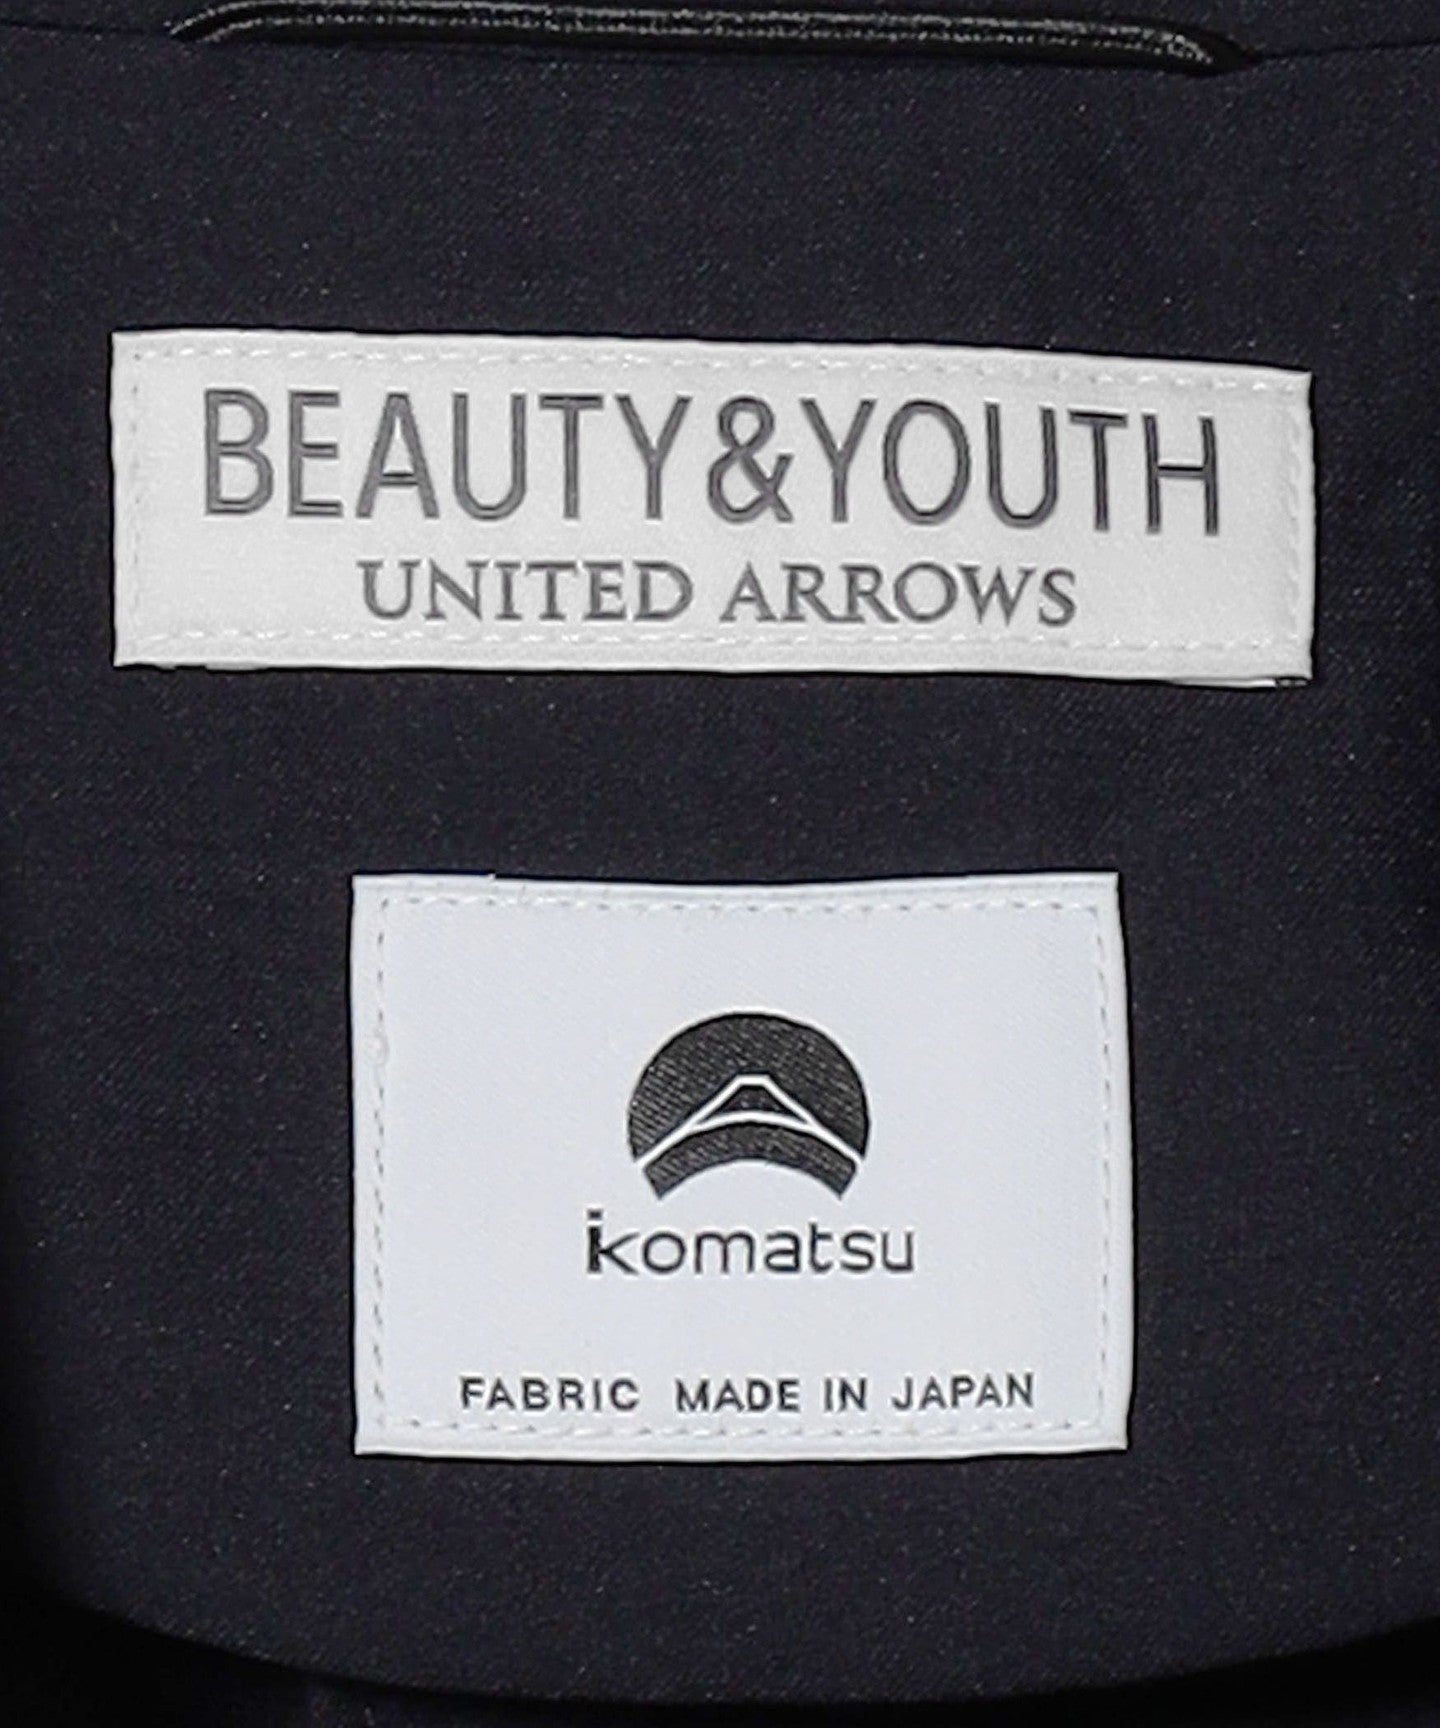 BEAUTY&YOUTH
UNITED ARROWS
komatsu
FABRIC MADE IN JAPAN